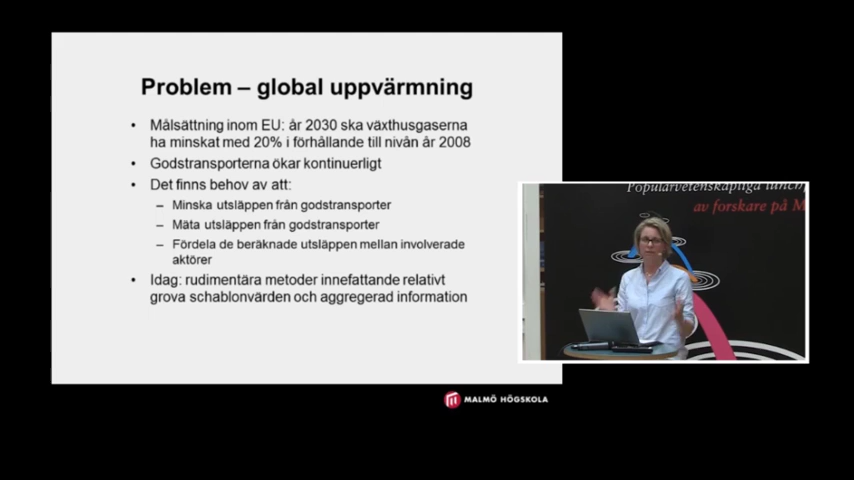 Problem – global uppvärmning
• Målsättning inom EU: år 2030 ska växthusgaserna
ha minskat med 20% i förhållande till nivån år 2008
• Godstransporterna ökar kontinuerligt
• Det finns behov av att:
– Minska utsläppen från godstransporter
– Mäta utsläppen från godstransporter
– Fördela de beräknade utsläppen mellan involverade
aktörer
• Idag: rudimentära metoder innefattande relativt
grova schablonvärden och aggregerad information
Populärvetenskapliga
av forskare på M
MALMÖ HÖGSKOLA